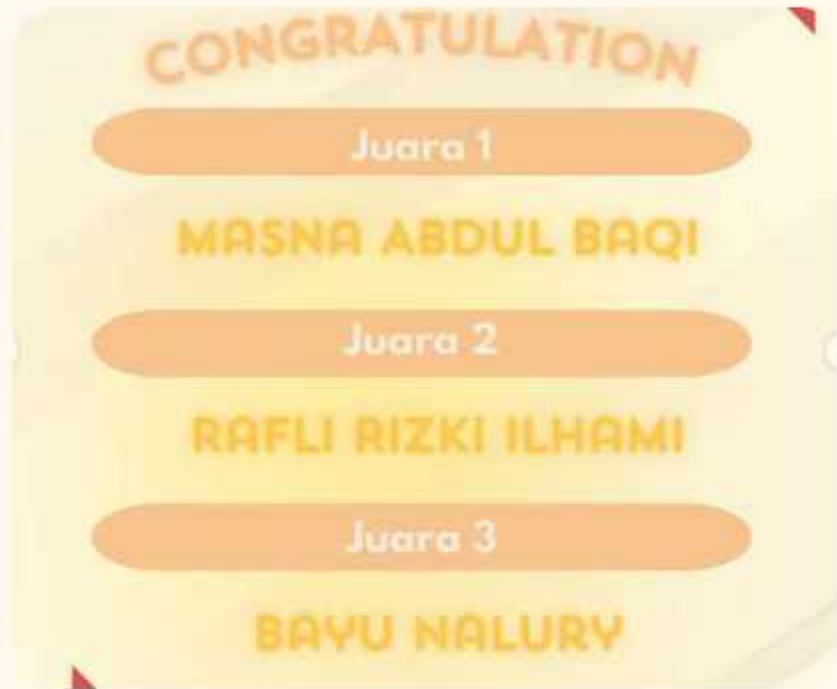 CONGRATULATION
Juara 1
MASNA ABDUL BAQI
Juara 2
RAFLI RIZKI ILHAMI
Juara 3
BAYU NALURY